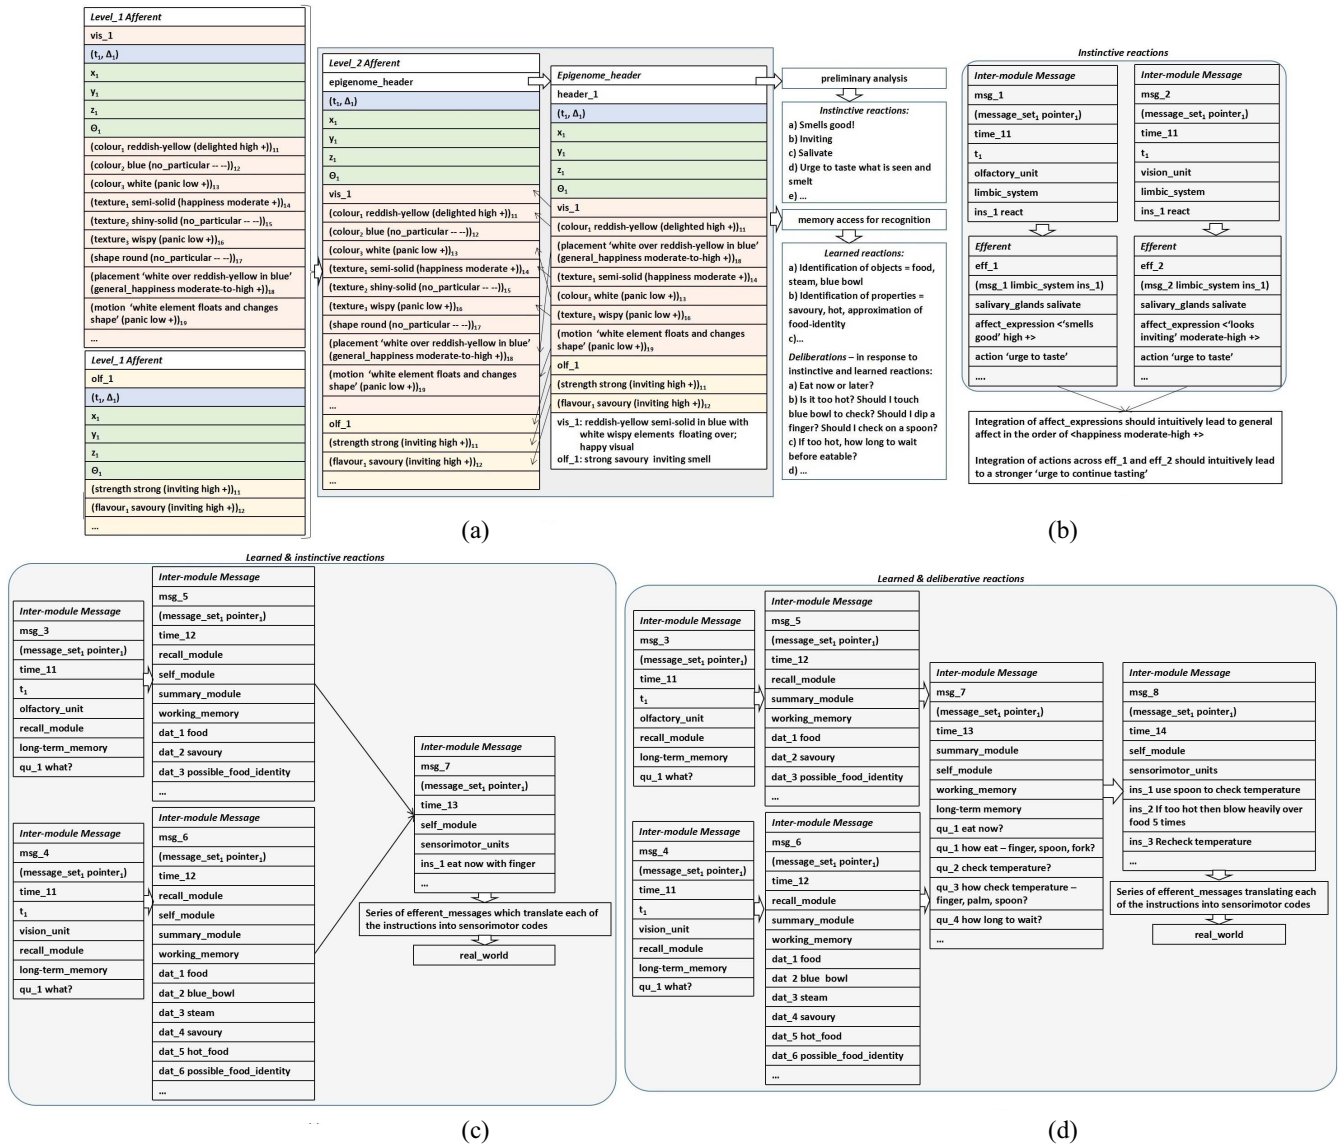 Level_1 Afferent
vis_1
(t₁, Δ₁)
x₁
y₁
z₁
Θ₁
(colour₁ reddish-yellow (delighted high +))₁₁
(colour₂ blue (no_particular -- --))₁₂
(colour₃ white (panic low +))₁₃
(texture₁ semi-solid (happiness moderate +))₁₄
(texture₂ shiny-solid (no_particular -- --))₁₅
(texture₃ wispy (panic low +))₁₆
(shape round (no_particular -- --))₁₇
(placement ‘white over reddish-yellow in blue’
(general_happiness moderate-to-high +))₁₈
(motion ‘white element floats and changes
shape’ (panic low +))₁₉
...
Level_1 Afferent
olf_1
(t₁, Δ₁)
x₁
y₁
z₁
Θ₁
(strength strong (inviting high +))₁₁
(flavour₁ savoury (inviting high +))₁₂
...
Level_2 Afferent
epigenome_header
(t₁, Δ₁)
x₁
y₁
z₁
Θ₁
vis_1
(colour₁ reddish-yellow (delighted high +))₁₁
(colour₂ blue (no_particular -- --))₁₂
(colour₃ white (panic low +))₁₃
(texture₁ semi-solid (happiness moderate +))₁₄
(texture₂ shiny-solid (no_particular -- --))₁₅
(texture₃ wispy (panic low +))₁₆
(shape round (no_particular -- --))₁₇
(placement ‘white over reddish-yellow in blue’
(general_happiness moderate-to-high +))₁₈
(motion ‘white element floats and changes
shape’ (panic low +))₁₉
...
olf_1
(strength strong (inviting high +))₁₁
(flavour₁ savoury (inviting high +))₁₂
...
Epigenome_header
header_1
(t₁, Δ₁)
x₁
y₁
z₁
Θ₁
vis_1
(colour₁ reddish-yellow (delighted high +))₁₁
(placement ‘white over reddish-yellow in blue’
(general_happiness moderate-to-high +))₁₈
(texture₁ semi-solid (happiness moderate +))₁₄
(colour₃ white (panic low +))₁₃
(texture₃ wispy (panic low +))₁₆
(motion ‘white element floats and changes
shape’ (panic low +))₁₉
olf_1
(strength strong (inviting high +))₁₁
(flavour₁ savoury (inviting high +))₁₂
vis_1: reddish-yellow semi-solid in blue with
white wispy elements floating over;
happy visual
olf_1: strong savoury inviting smell
preliminary analysis
Instinctive reactions:
a) Smells good!
b) Inviting
c) Salivate
d) Urge to taste what is seen and
smelt
e) ...
memory access for recognition
Learned reactions:
a) Identification of objects = food,
steam, blue bowl
b) Identification of properties =
savoury, hot, approximation of
food-identity
c)...
Deliberations – in response to
instinctive and learned reactions:
a) Eat now or later?
b) Is it too hot? Should I touch
blue bowl to check? Should I dip a
finger? Should I check on a spoon?
c) If too hot, how long to wait
before eatable?
d) ...
(a)
Instinctive reactions
Inter-module Message
msg_1
(message_set₁ pointer₁)
time_11
t₁
olfactory_unit
limbic_system
ins_1 react
Efferent
eff_1
(msg_1 limbic_system ins_1)
salivary_glands salivate
affect_expression <‘smells
good’ high +>
action ‘urge to taste’
....
Inter-module Message
msg_2
(message_set₁ pointer₁)
time_11
t₁
vision_unit
limbic_system
ins_1 react
Efferent
eff_2
(msg_2 limbic_system ins_1)
salivary_glands salivate
affect_expression <‘looks
inviting’ moderate-high +>
action ‘urge to taste’
...
Integration of affect_expressions should intuitively lead to general
affect in the order of <happiness moderate-high +>
Integration of actions across eff_1 and eff_2 should intuitively lead
to a stronger ‘urge to continue tasting’
(b)
Learned & instinctive reactions
Inter-module Message
msg_3
(message_set₁ pointer₁)
time_11
t₁
olfactory_unit
recall_module
long-term_memory
qu_1 what?
Inter-module Message
msg_4
(message_set₁ pointer₁)
time_11
t₁
vision_unit
recall_module
long-term_memory
qu_1 what?
Inter-module Message
msg_5
(message_set₁ pointer₁)
time_12
recall_module
self_module
summary_module
working_memory
dat_1 food
dat_2 savoury
dat_3 possible_food_identity
...
Inter-module Message
msg_6
(message_set₁ pointer₁)
time_12
recall_module
self_module
summary_module
working_memory
dat_1 food
dat_2 blue_bowl
dat_3 steam
dat_4 savoury
dat_5 hot_food
dat_6 possible_food_identity
...
Inter-module Message
msg_7
(message_set₁ pointer₁)
time_13
self_module
sensorimotor_units
ins_1 eat now with finger
...
Series of efferent_messages which translate each of
the instructions into sensorimotor codes
real_world
(c)
Learned & deliberative reactions
Inter-module Message
msg_3
(message_set₁ pointer₁)
time_11
t₁
olfactory_unit
recall_module
long-term_memory
qu_1 what?
Inter-module Message
msg_4
(message_set₁ pointer₁)
time_11
t₁
vision_unit
recall_module
long-term_memory
qu_1 what?
Inter-module Message
msg_5
(message_set₁ pointer₁)
time_12
recall_module
summary_module
working_memory
dat_1 food
dat_2 savoury
dat_3 possible_food_identity
...
Inter-module Message
msg_6
(message_set₁ pointer₁)
time_12
recall_module
summary_module
working_memory
dat_1 food
dat 2 blue bowl
dat_3 steam
dat_4 savoury
dat_5 hot_food
dat_6 possible_food_identity
...
Inter-module Message
msg_7
(message_set₁ pointer₁)
time_13
summary_module
self_module
working_memory
long-term memory
qu_1 eat now?
qu_1 how eat – finger, spoon, fork?
qu_2 check temperature?
qu_3 how check temperature –
finger, palm, spoon?
qu_4 how long to wait?
...
Inter-module Message
msg_8
(message_set₁ pointer₁)
time_14
self_module
sensorimotor_units
ins_1 use spoon to check temperature
ins_2 If too hot then blow heavily over
food 5 times
ins_3 Recheck temperature
...
Series of efferent_messages translating each
of the instructions into sensorimotor codes
real_world
(d)